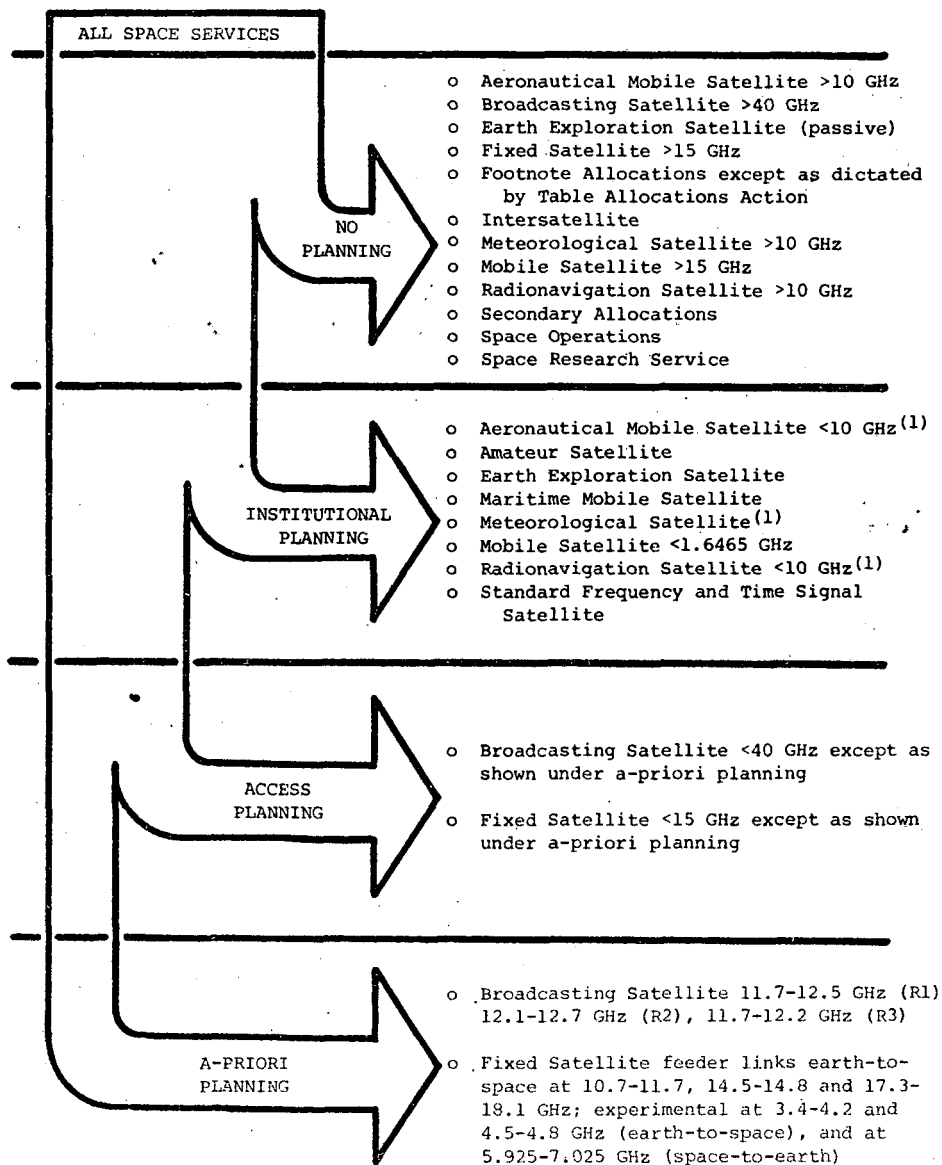 ALL SPACE SERVICES
o Aeronautical Mobile Satellite >10 GHz
o Broadcasting Satellite >40 GHz
o Earth Exploration Satellite (passive)
o Fixed Satellite >15 GHz
o Footnote Allocations except as dictated
by Table Allocations Action
o Intersatellite
o Meteorological Satellite >10 GHz
o Mobile Satellite >15 GHz
o Radionavigation Satellite >10 GHz
o Secondary Allocations
o Space Operations
o Space Research Service
NO
PLANNING
o Aeronautical Mobile Satellite <10 GHz(1)
o Amateur Satellite
o Earth Exploration Satellite
o Maritime Mobile Satellite
o Meteorological Satellite(1)
o Mobile Satellite <1.6465 GHz
o Radionavigation Satellite <10 GHz(1)
o Standard Frequency and Time Signal
Satellite
INSTITUTIONAL
PLANNING
o Broadcasting Satellite <40 GHz except as
shown under a-priori planning
o Fixed Satellite <15 GHz except as shown
under a-priori planning
ACCESS
PLANNING
o Broadcasting Satellite 11.7-12.5 GHz (R1)
12.1-12.7 GHz (R2), 11.7-12.2 GHz (R3)
o Fixed Satellite feeder links earth-to-
space at 10.7-11.7, 14.5-14.8 and 17.3-
18.1 GHz; experimental at 3.4-4.2 and
4.5-4.8 GHz (earth-to-space), and at
5.925-7.025 GHz (space-to-earth)
A-PRIORI
PLANNING